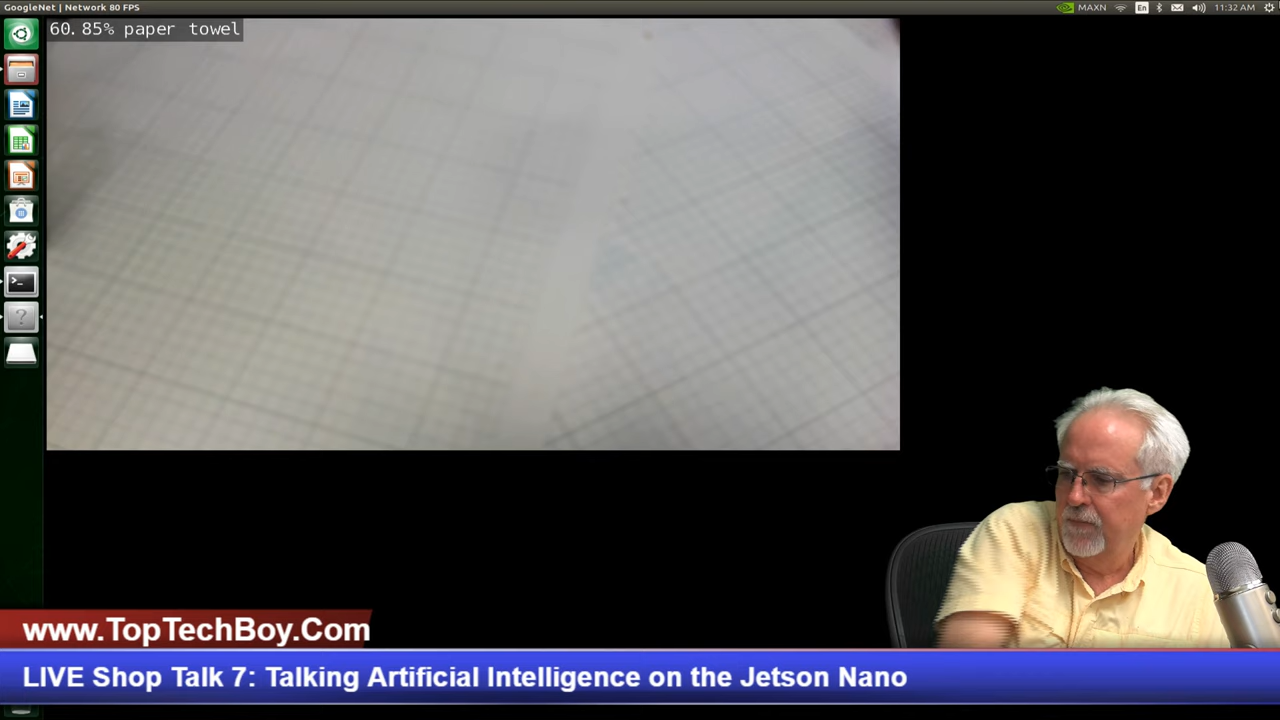 GoogleNet | Network 80 FPS
MAXN
En
11:32 AM
60.85% paper towel
www.TopTechBoy.Com
LIVE Shop Talk 7: Talking Artificial Intelligence on the Jetson Nano